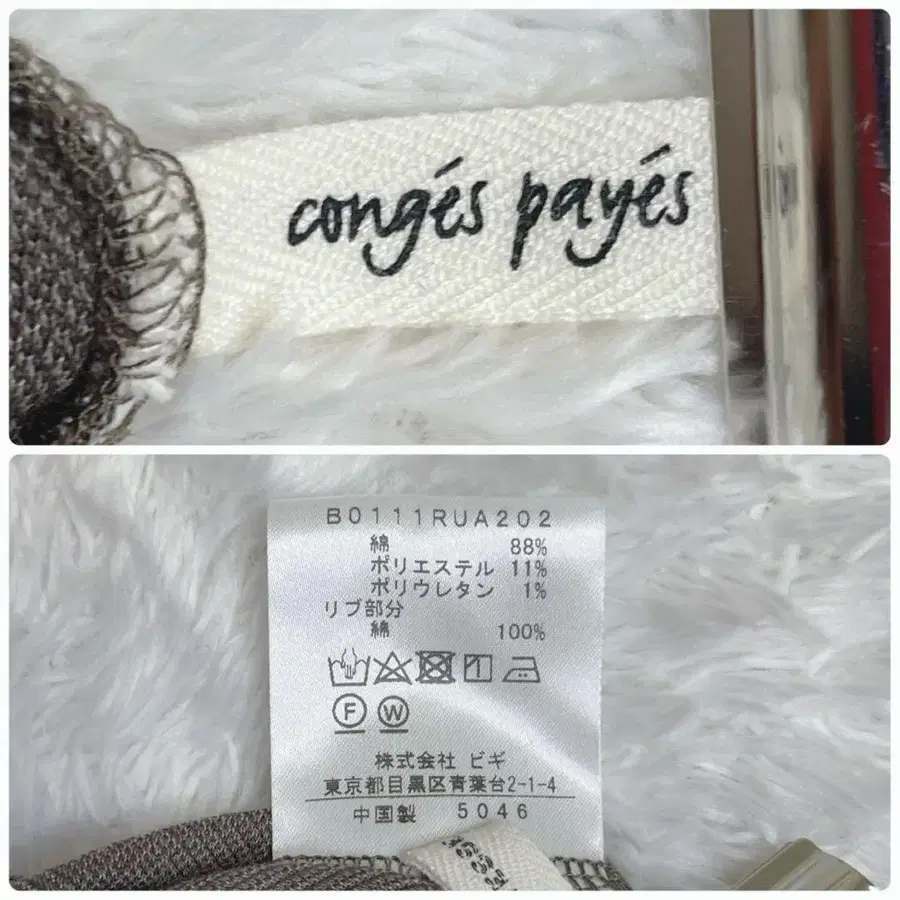 congés payés
B0111RUA202
綿 88%
ポリエステル 11%
ポリウレタン 1%
リブ部分
綿 100%
F W
株式会社 ビギ
東京都目黒区青葉台2-1-4
中国製 5046